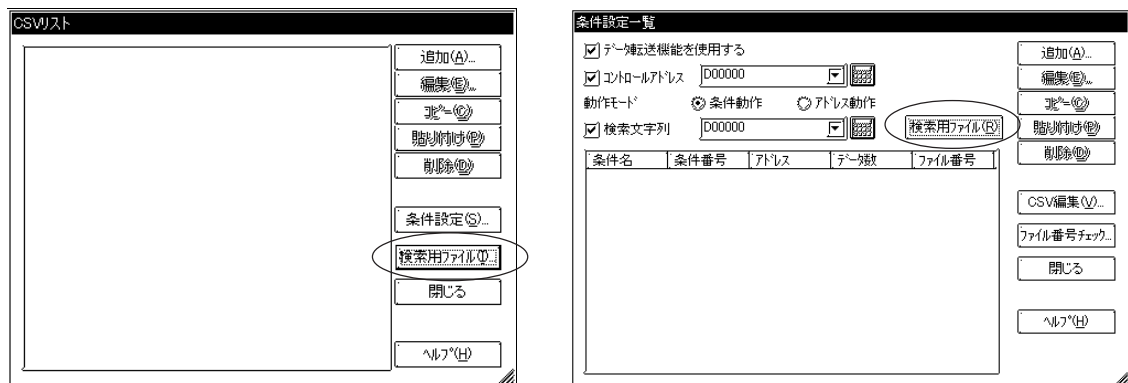 CSVリスト
追加(A)...
編集(E)...
コピー(C)
貼り付け(P)
削除(D)
条件設定(S)...
検索用ファイル(I)...
閉じる
ヘルプ(H)
条件設定一覧
データ転送機能を使用する
コントロールアドレス D00000
動作モード 条件動作 アドレス動作
検索文字列 D00000 検索用ファイル(R)
条件名 条件番号 アドレス データ数 ファイル番号
追加(A)...
編集(E)...
コピー(C)
貼り付け(P)
削除(D)
CSV編集(V)...
ファイル番号チェック...
閉じる
ヘルプ(H)